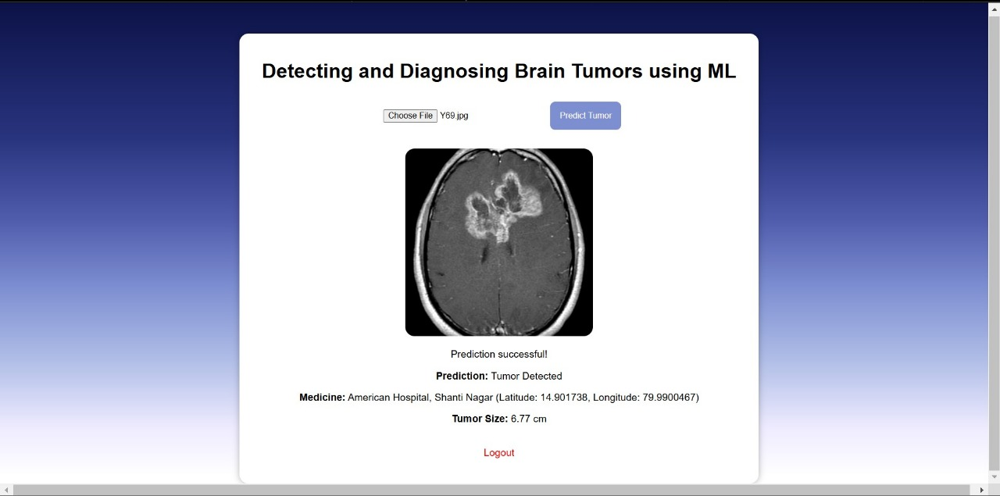 Detecting and Diagnosing Brain Tumors using ML
Choose File Y69.jpg
Predict Tumor
Prediction successful!
Prediction: Tumor Detected
Medicine: American Hospital, Shanti Nagar (Latitude: 14.901738, Longitude: 79.9900467)
Tumor Size: 6.77 cm
Logout